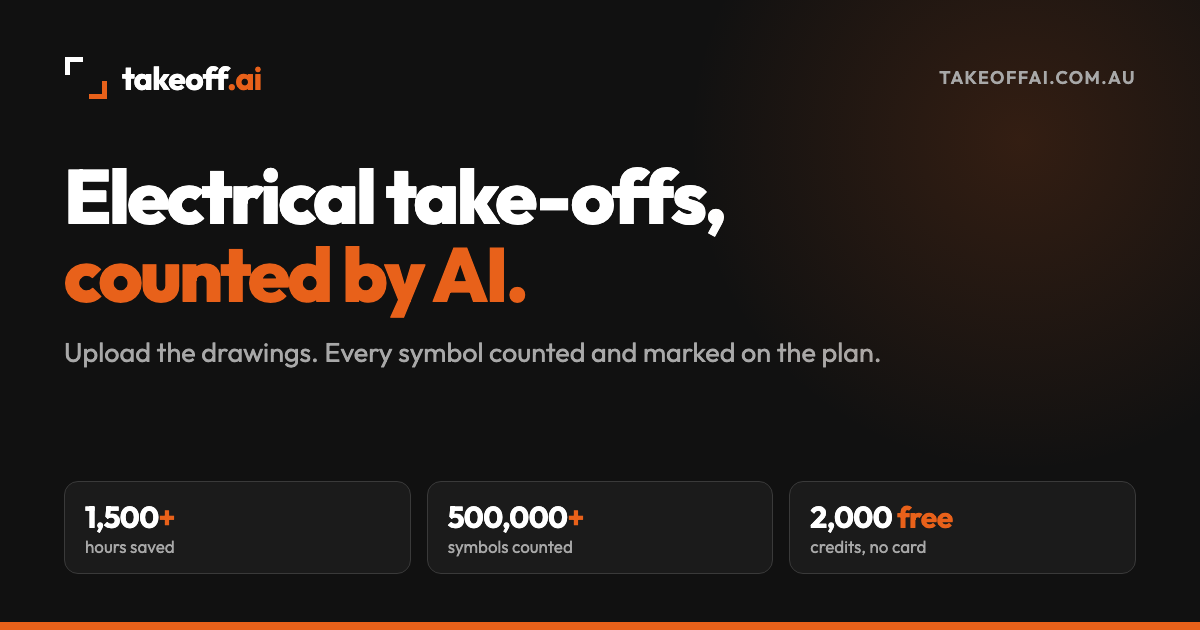 takeoff.ai
TAKEOFFAI.COM.AU
Electrical take-offs,
counted by AI.
Upload the drawings. Every symbol counted and marked on the plan.
1,500+
hours saved
500,000+
symbols counted
2,000 free
credits, no card